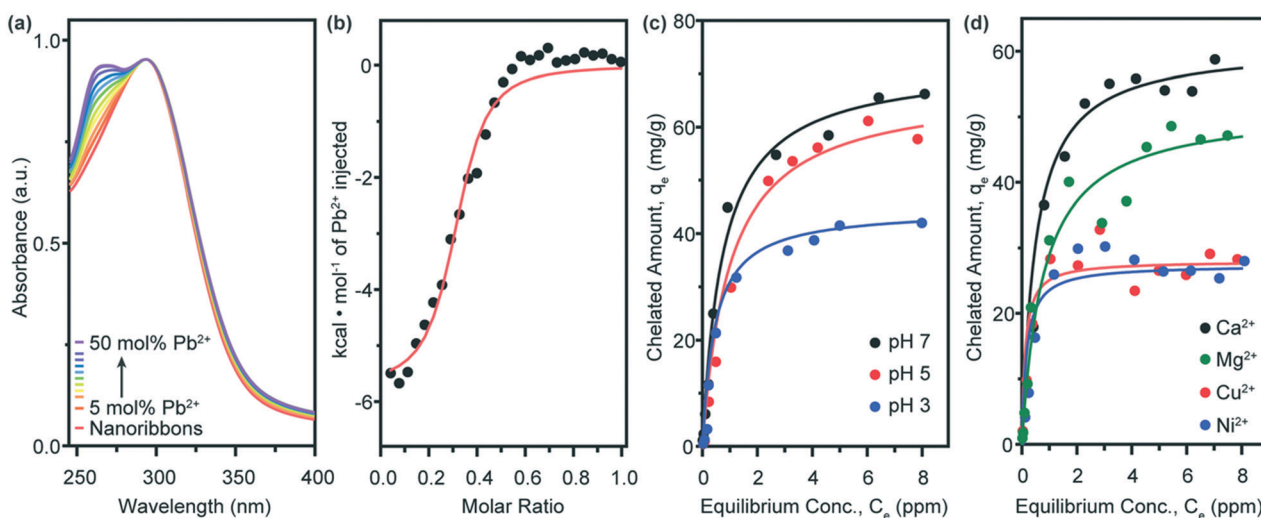 (a)
1.0
0.5
0.0
Absorbance (a.u.)
50 mol% Pb²⁺
5 mol% Pb²⁺
Nanoribbons
250 300 350 400
Wavelength (nm)
(b)
0
-2
-4
-6
kcal • mol⁻¹ of Pb²⁺ injected
0.0 0.2 0.4 0.6 0.8 1.0
Molar Ratio
(c)
80
60
40
20
0
Chelated Amount, qₑ (mg/g)
pH 7
pH 5
pH 3
0 2 4 6 8
Equilibrium Conc., Cₑ (ppm)
(d)
60
40
20
0
Chelated Amount, qₑ (mg/g)
Ca²⁺
Mg²⁺
Cu²⁺
Ni²⁺
0 2 4 6 8
Equilibrium Conc., Cₑ (ppm)